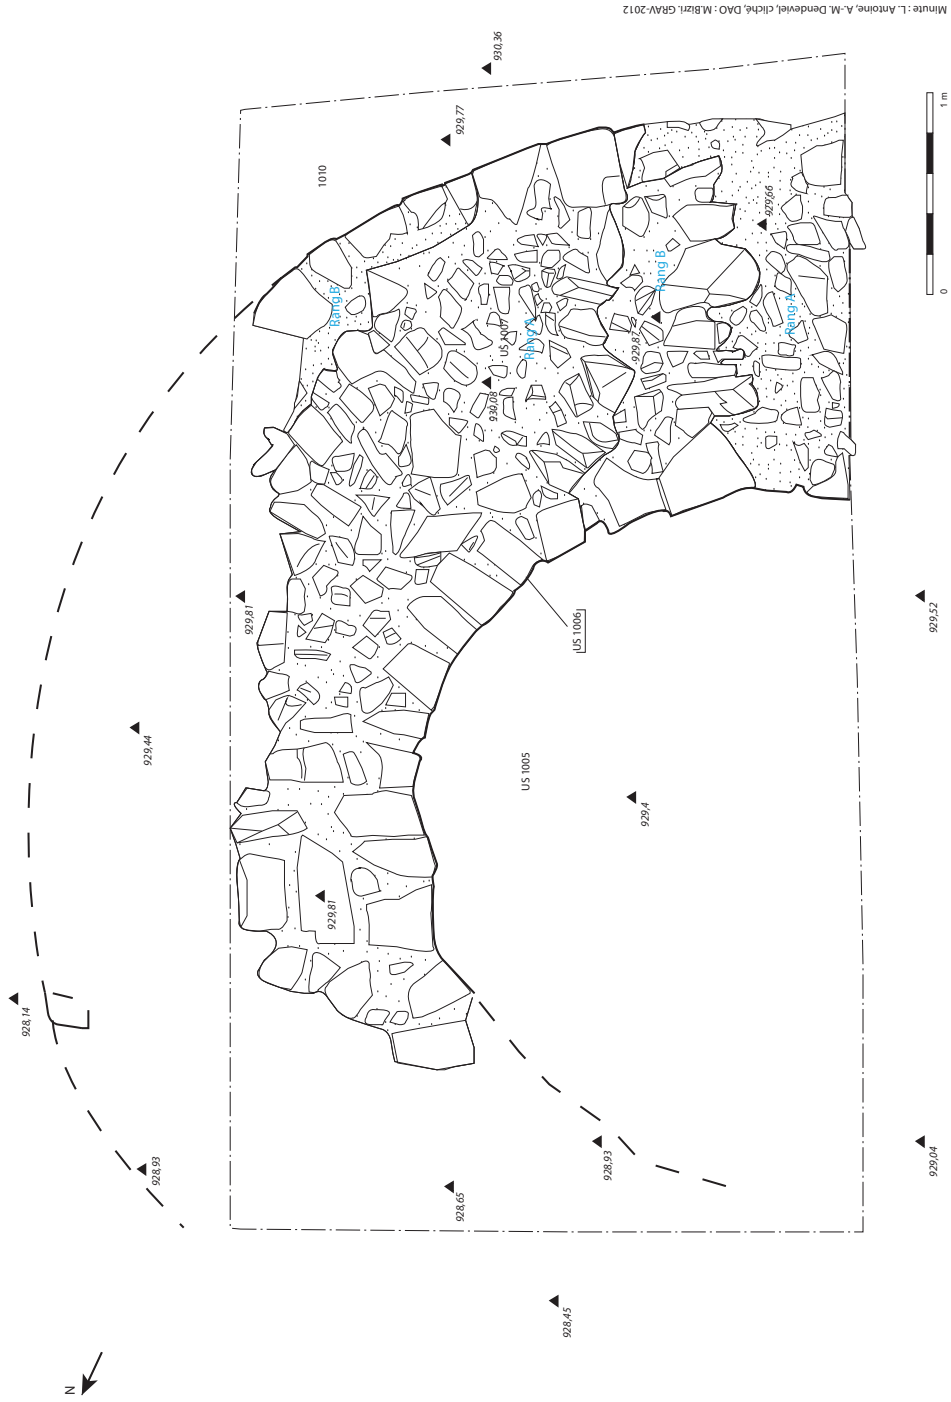 Minute : L. Antoine, A.-M. Dendeviel, cliché, DAO : M.Bizri. GRAV-2012
930,36
929,77
1010
1 m
0
929,66
Rang B
Rang B
Rang A
US 1007
Rang A
929,87
930,08
929,81
US 1006
929,52
929,44
US 1005
929,4
929,81
928,14
928,93
928,93
929,04
928,65
928,45
N